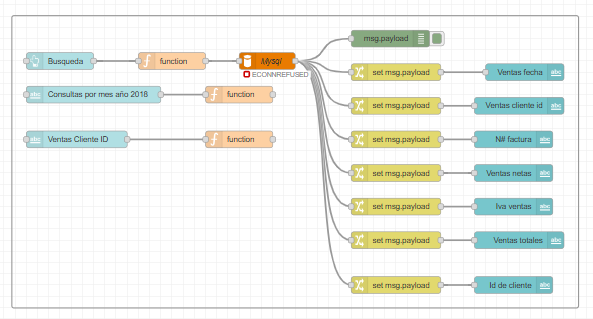 msg.payload
Busqueda
function
Mysql
ECONNREFUSED
set msg.payload
Ventas fecha
abc
abc
Consultas por mes año 2018
function
set msg.payload
Ventas cliente id
abc
abc
Ventas Cliente ID
function
set msg.payload
N# factura
abc
set msg.payload
Ventas netas
abc
set msg.payload
Iva ventas
abc
set msg.payload
Ventas totales
abc
set msg.payload
Id de cliente
abc